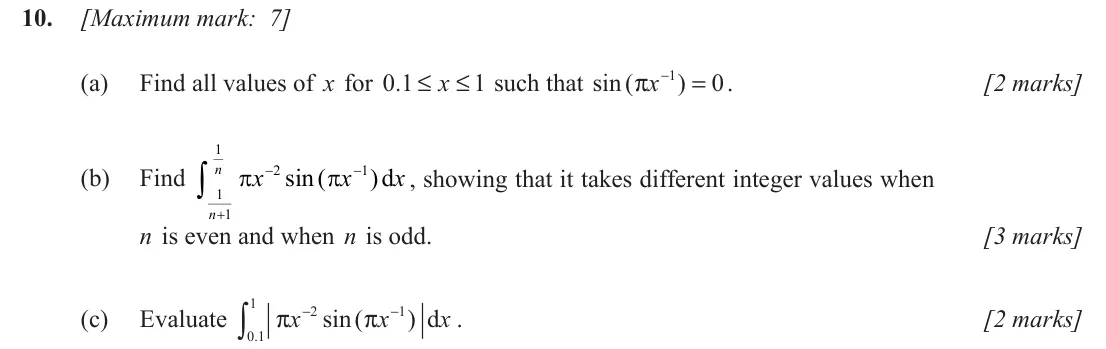 10. [Maximum mark: 7]
(a) Find all values of x for 0.1 ≤ x ≤ 1 such that sin(πx⁻¹) = 0. [2 marks]
(b) Find ∫_{1/(n+1)}^{1/n} πx⁻² sin(πx⁻¹)dx, showing that it takes different integer values when
n is even and when n is odd. [3 marks]
(c) Evaluate ∫_{0.1}^{1} |πx⁻² sin(πx⁻¹)|dx. [2 marks]